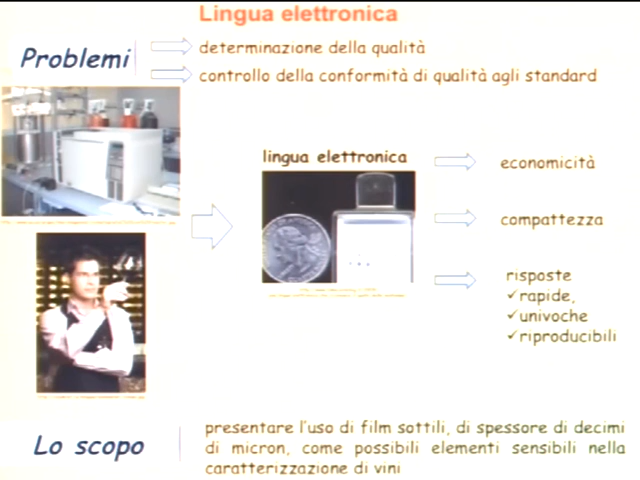 Lingua elettronica
Problemi
determinazione della qualità
controllo della conformità di qualità agli standard
lingua elettronica
economicità
compattezza
risposte
✓rapide,
✓univoche
✓riproducibili
Lo scopo
presentare l'uso di film sottili, di spessore di decimi
di micron, come possibili elementi sensibili nella
caratterizzazione di vini